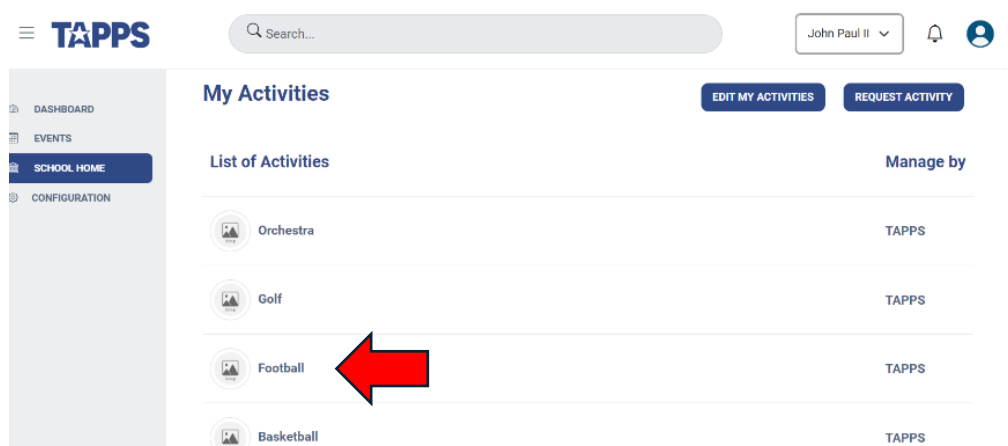 TAPPS
Search...
John Paul II
DASHBOARD
EVENTS
SCHOOL HOME
CONFIGURATION
My Activities
EDIT MY ACTIVITIES
REQUEST ACTIVITY
List of Activities
Manage by
Orchestra
TAPPS
Golf
TAPPS
Football
TAPPS
Basketball
TAPPS